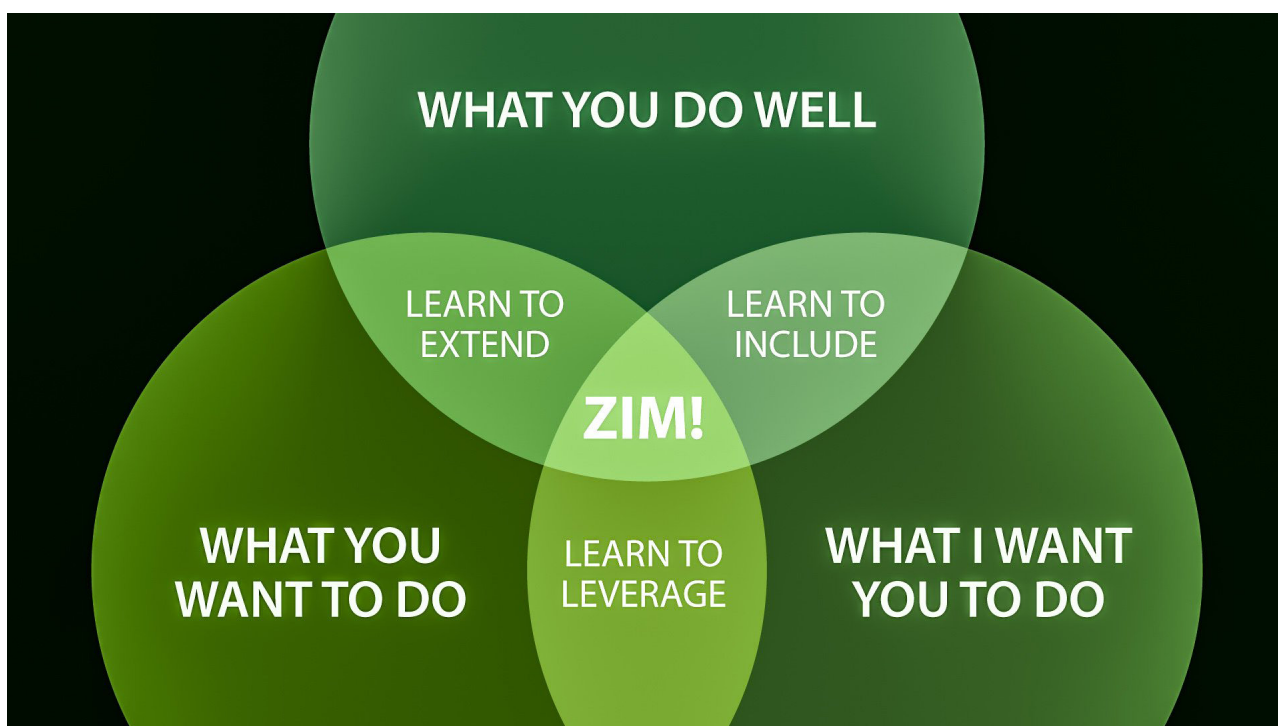 WHAT YOU DO WELL
LEARN TO
EXTEND
LEARN TO
INCLUDE
ZIM!
WHAT YOU
WANT TO DO
LEARN TO
LEVERAGE
WHAT I WANT
YOU TO DO